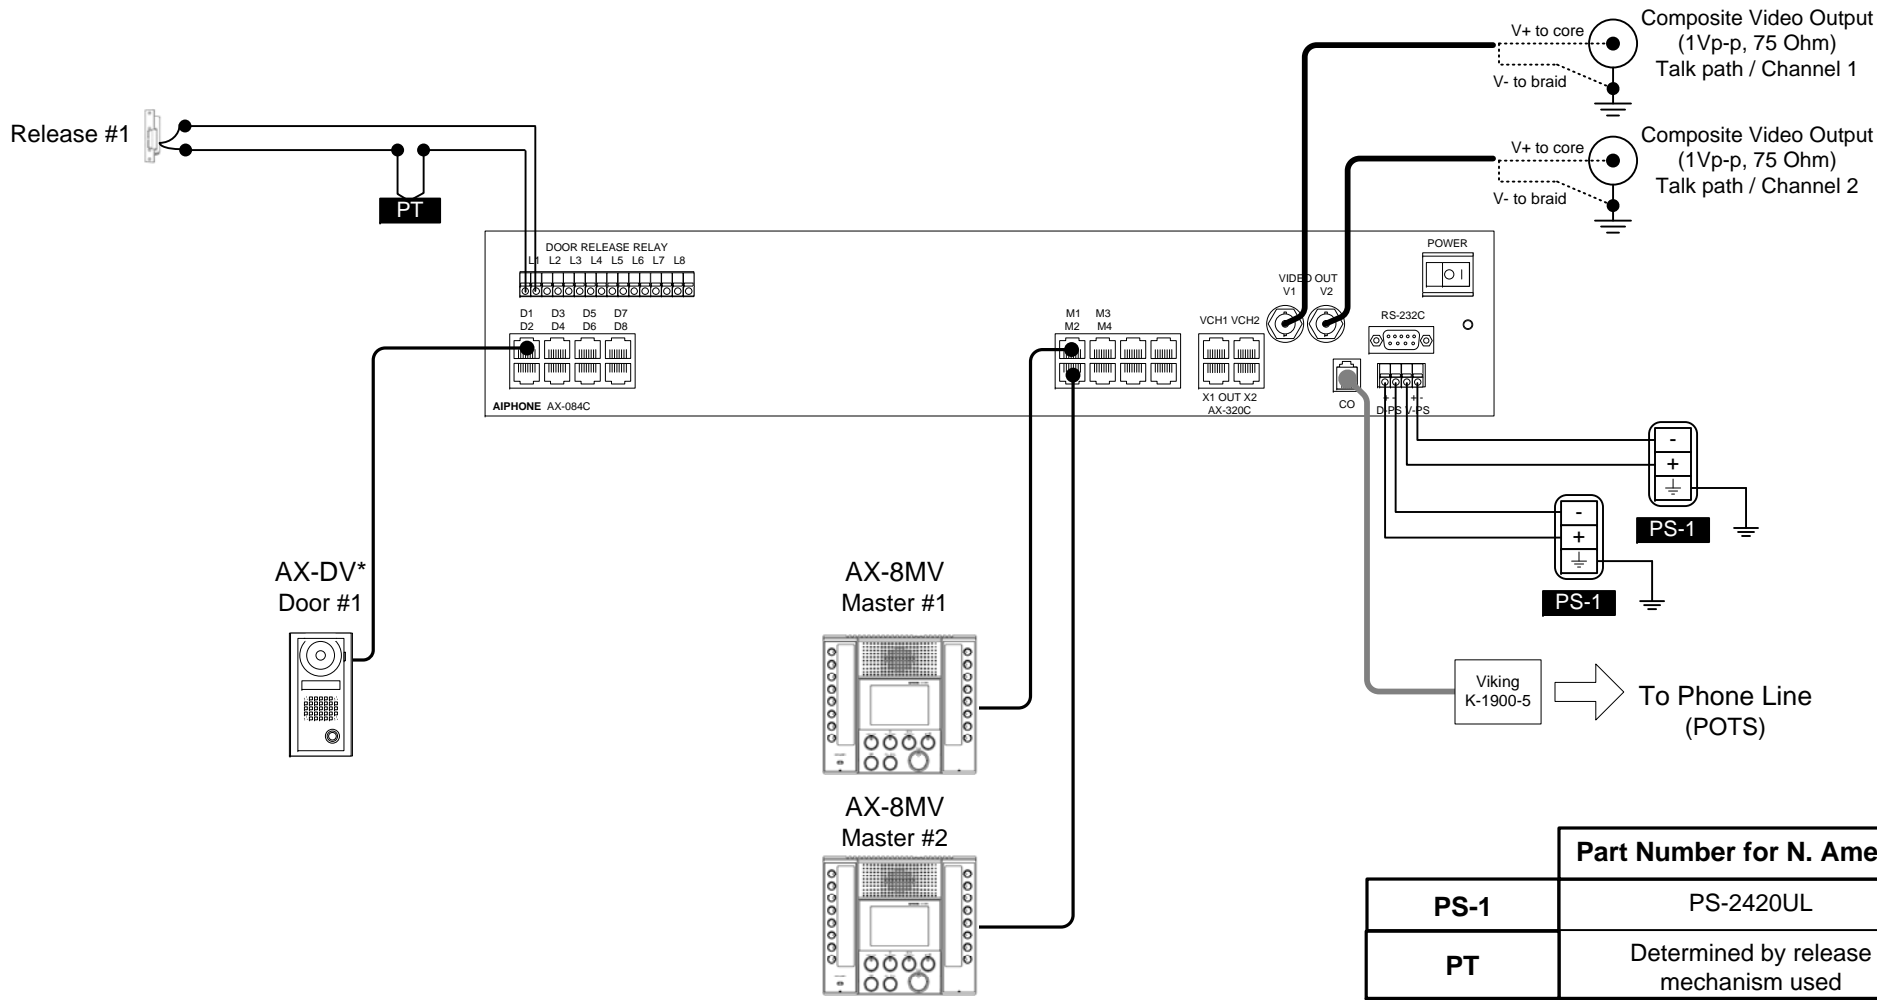 V+ to core
V- to braid
Composite Video Output
(1Vp-p, 75 Ohm)
Talk path / Channel 1
V+ to core
V- to braid
Composite Video Output
(1Vp-p, 75 Ohm)
Talk path / Channel 2
Release #1
PT
DOOR RELEASE RELAY
L1 L2 L3 L4 L5 L6 L7 L8
D1 D3 D5 D7
D2 D4 D6 D8
AIPHONE AX-084C
M1 M3
M2 M4
VCH1 VCH2
X1 OUT X2
AX-320C
VIDEO OUT
V1 V2
POWER
RS-232C
CO
+ - + -
D-PS V-PS
-
+
PS-1
-
+
PS-1
AX-DV*
Door #1
AX-8MV
Master #1
AX-8MV
Master #2
Viking
K-1900-5
To Phone Line
(POTS)
Part Number for N. Ame
PS-1 PS-2420UL
PT Determined by release
mechanism used